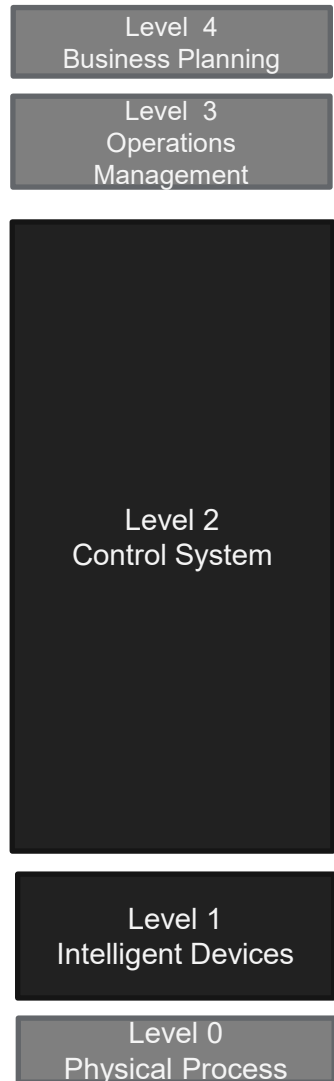 Level 4
Business Planning
Level 3
Operations
Management
Level 2
Control System
Level 1
Intelligent Devices
Level 0
Physical Process